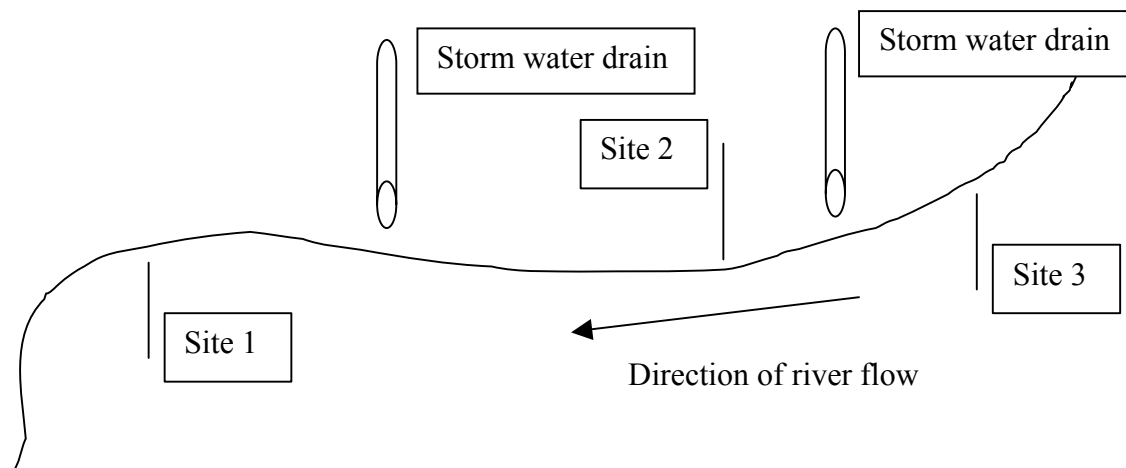 Storm water drain
Storm water drain
Site 2
Site 3
Site 1
Direction of river flow